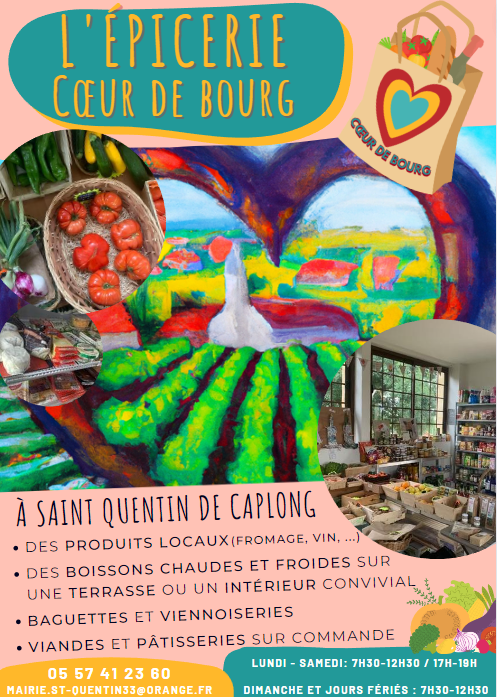 L'ÉPICERIE
CŒUR DE BOURG
CŒUR DE BOURG
À SAINT QUENTIN DE CAPLONG
• DES PRODUITS LOCAUX (FROMAGE, VIN, ...)
• DES BOISSONS CHAUDES ET FROIDES SUR
UNE TERRASSE OU UN INTÉRIEUR CONVIVIAL
• BAGUETTES ET VIENNOISERIES
• VIANDES ET PÂTISSERIES SUR COMMANDE
05 57 41 23 60
MAIRIE.ST-QUENTIN33@ORANGE.FR
LUNDI - SAMEDI: 7H30-12H30 / 17H-19H
DIMANCHE ET JOURS FÉRIÉS : 7H30-12H30